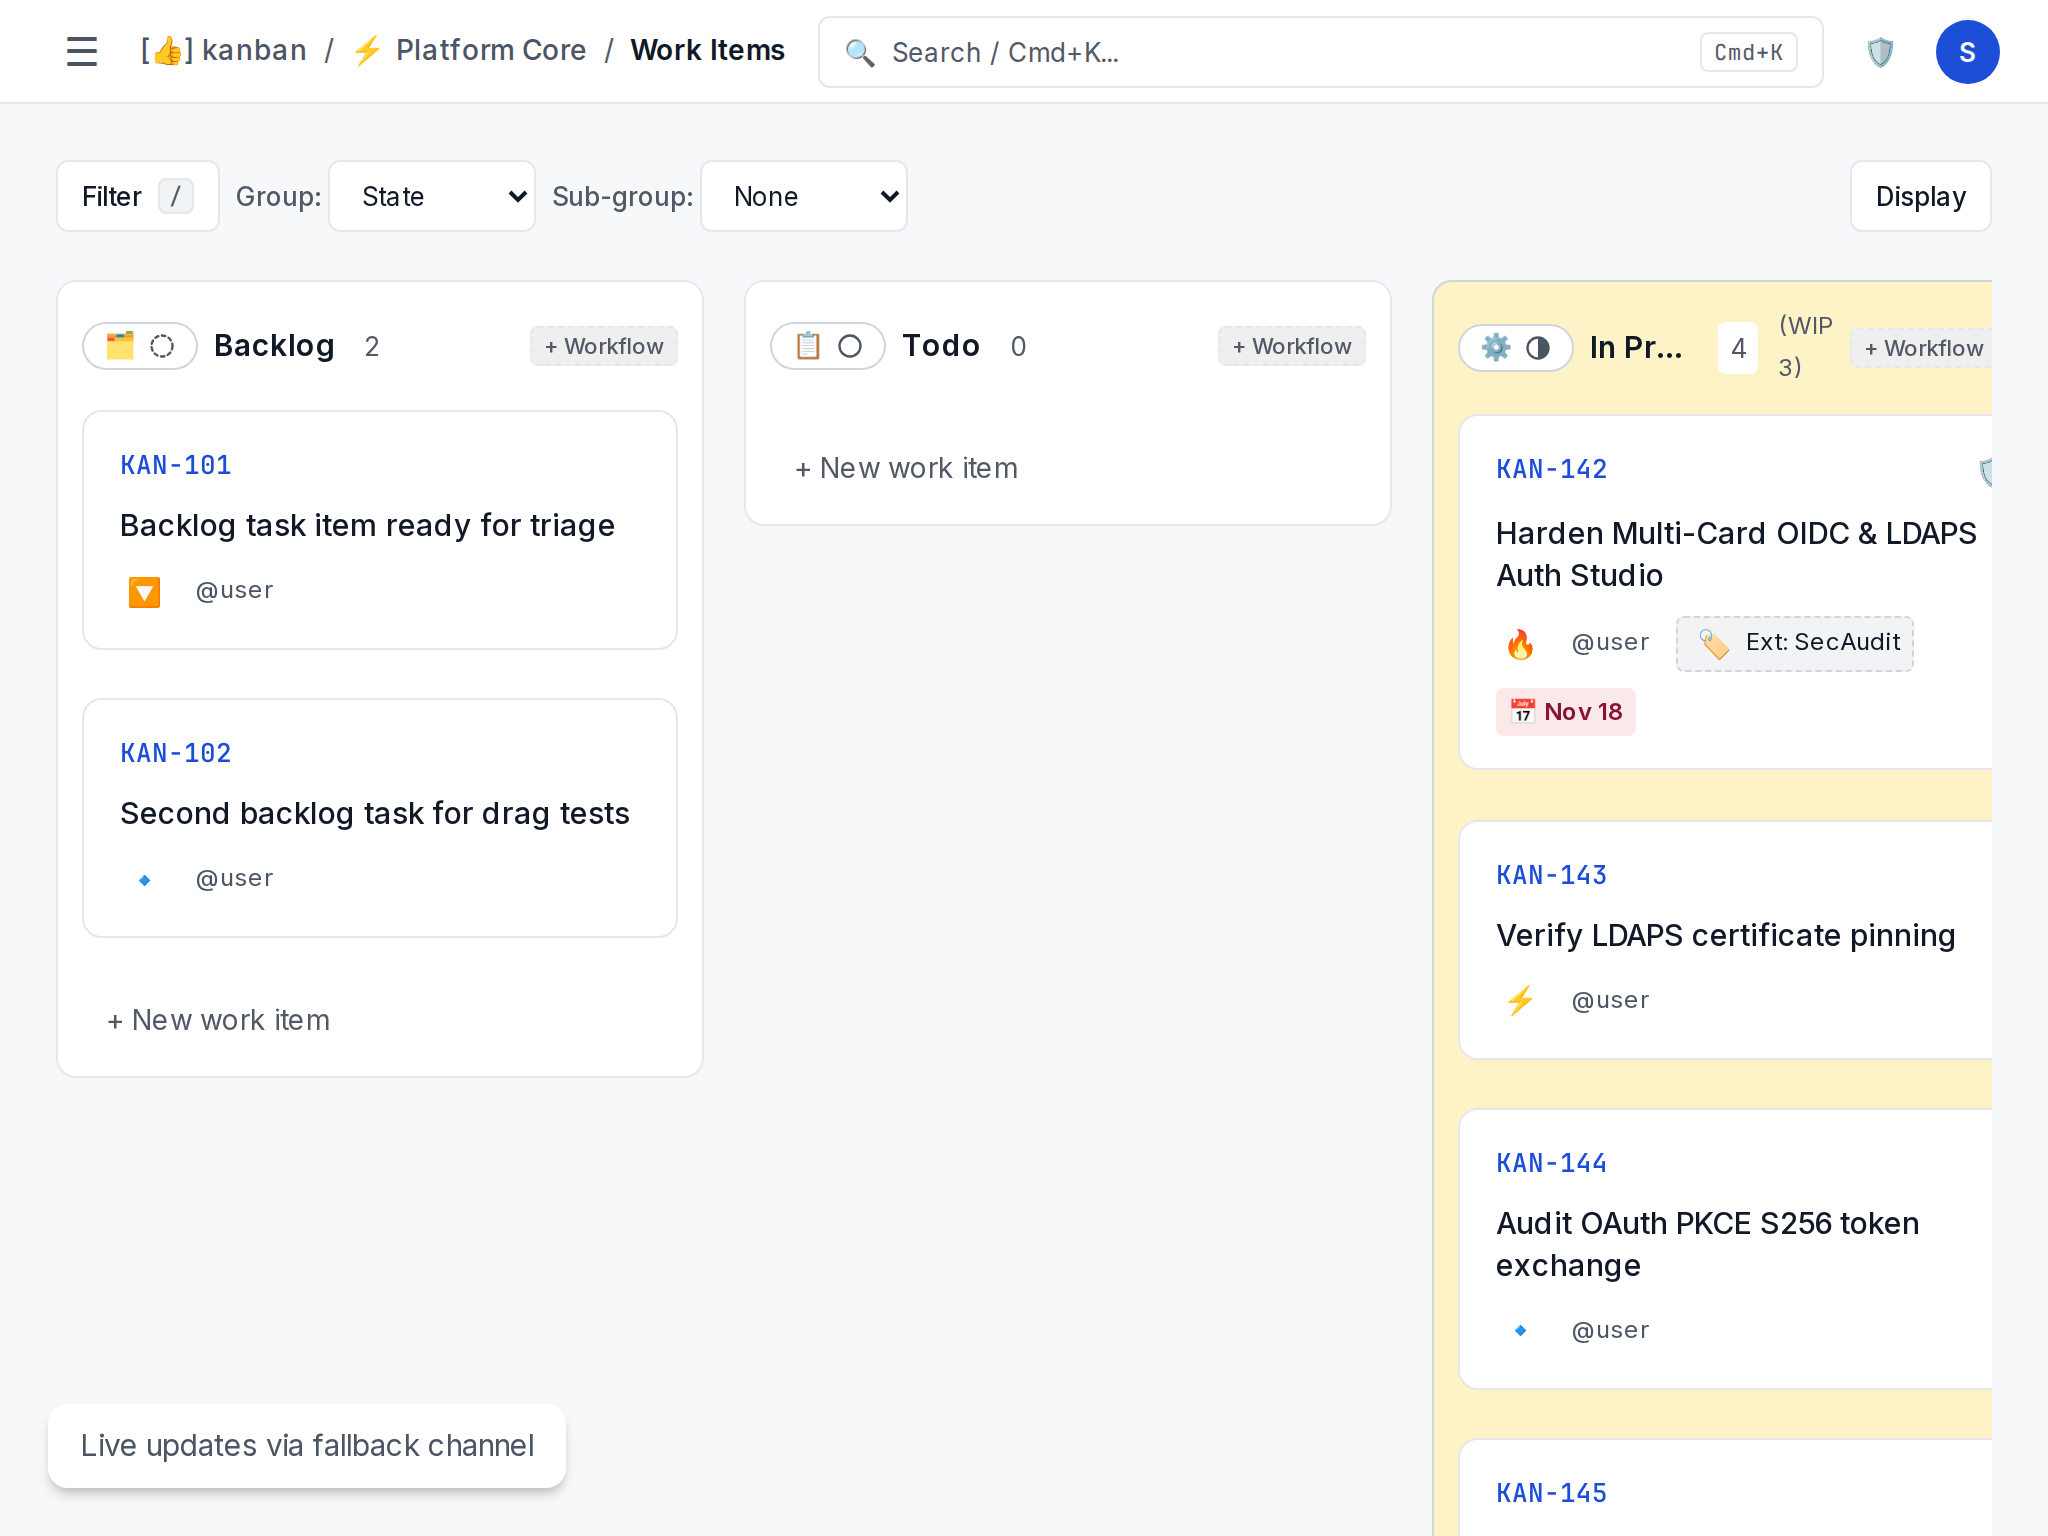 [👍] kanban / ⚡ Platform Core / Work Items
Search / Cmd+K...
Cmd+K
S
Filter /
Group: State
Sub-group: None
Display
Backlog 2
+ Workflow
KAN-101
Backlog task item ready for triage
@user
KAN-102
Second backlog task for drag tests
@user
+ New work item
Todo 0
+ Workflow
+ New work item
In Pr... 4 (WIP 3)
+ Workflow
KAN-142
Harden Multi-Card OIDC & LDAPS
Auth Studio
@user
Ext: SecAudit
Nov 18
KAN-143
Verify LDAPS certificate pinning
@user
KAN-144
Audit OAuth PKCE S256 token
exchange
@user
KAN-145
Live updates via fallback channel